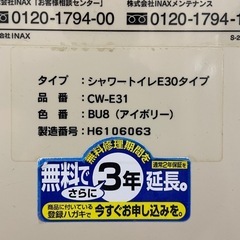 株式会社INAX「お客様相談センター」
株式会社INAXメンテナンス
0120-1794-00
0120-1794-
S-2
タイプ：シャワートイレE30タイプ
品番：CW-E31
色番：BU8（アイボリー）
製造番号：H6106063
INAX
無料修理期間を
通常2年保証を
無料でさらに3年延長。
商品に付いている
登録ハガキで
今すぐお申し込みを。